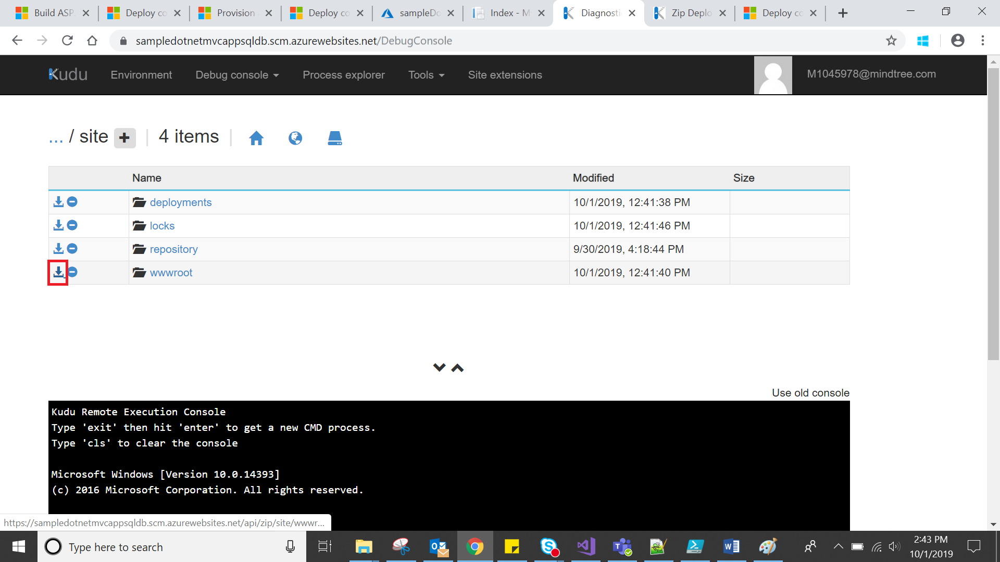 Build ASP
Deploy co
Provision
Deploy co
sampleDo
Index - M
Diagnosti
Zip Deplo
Deploy co
sampledotnetmvcappsqldb.scm.azurewebsites.net/DebugConsole
Kudu
Environment
Debug console
Process explorer
Tools
Site extensions
M1045978@mindtree.com
... / site
4 items
Name Modified Size
deployments 10/1/2019, 12:41:38 PM
locks 10/1/2019, 12:41:46 PM
repository 9/30/2019, 4:18:44 PM
wwwroot 10/1/2019, 12:41:40 PM
Use old console
Kudu Remote Execution Console
Type 'exit' then hit 'enter' to get a new CMD process.
Type 'cls' to clear the console
Microsoft Windows [Version 10.0.14393]
(c) 2016 Microsoft Corporation. All rights reserved.
https://sampledotnetmvcappsqldb.scm.azurewebsites.net/api/zip/site/wwwr...
Type here to search
2:43 PM
10/1/2019